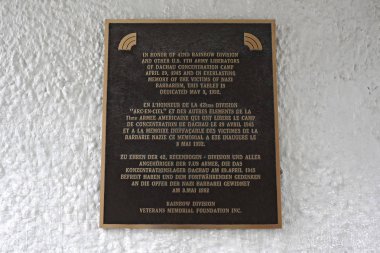 IN HONOR OF 42ND RAINBOW DIVISION
AND OTHER U.S. 7TH ARMY LIBERATORS
OF DACHAU CONCENTRATION CAMP
APRIL 29, 1945 AND IN EVERLASTING
MEMORY OF THE VICTIMS OF NAZI
BARBARISM, THIS TABLET IS
DEDICATED MAY 3, 1992.
EN L'HONNEUR DE LA 42ème DIVISION
"ARC-EN-CIEL" ET DES AUTRES ELEMENTS DE LA
7ème ARMEE AMERICAINE QUI ONT LIBERE LE CAMP
DE CONCENTRATION DE DACHAU LE 29 AVRIL 1945
ET A LA MEMOIRE INEFFAÇABLE DES VICTIMES DE LA
BARBARIE NAZIE CE MEMORIAL A ETE INAUGURE LE
3 MAI 1992.
ZU EHREN DER 42. REGENBOGEN - DIVISION UND ALLER
ANGEHÖRIGER DER 7.US ARMEE, DIE DAS
KONZENTRATIONSLAGER DACHAU AM 29.APRIL 1945
BEFREIT HABEN UND DEM FORTWÄHRENDEN GEDENKEN
AN DIE OPFER DER NAZI BARBAREI GEWIDMET
AM 3.MAI 1992
RAINBOW DIVISION
VETERANS MEMORIAL FOUNDATION INC.